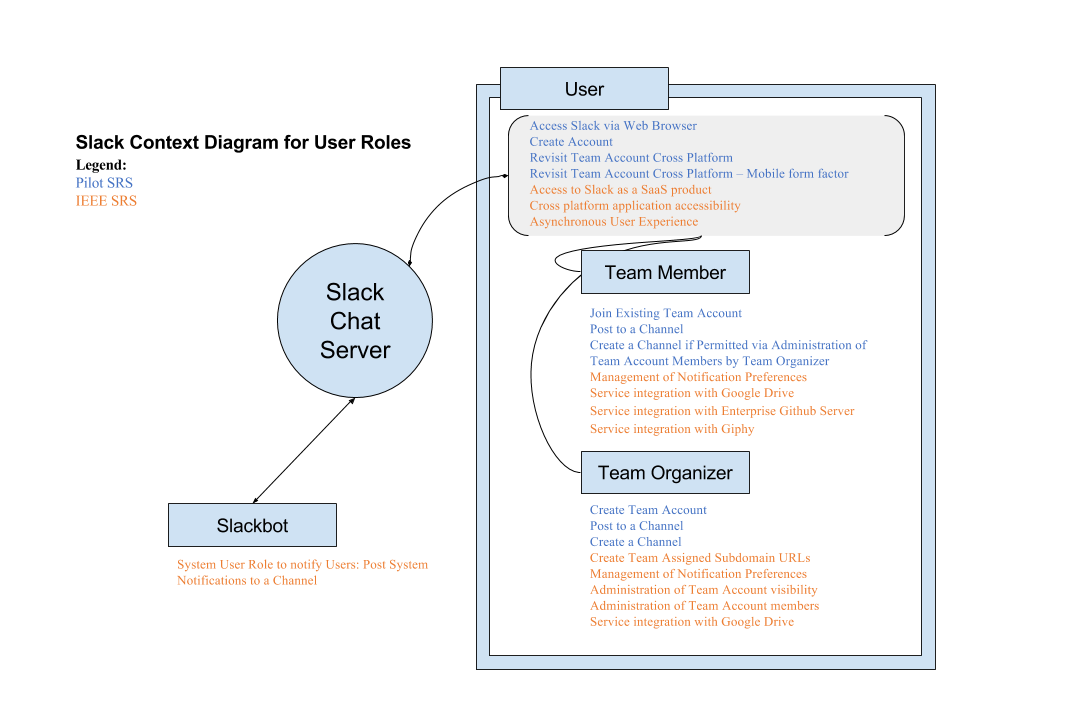 Slack Context Diagram for User Roles
Legend:
Pilot SRS
IEEE SRS
Slack
Chat
Server
Slackbot
System User Role to notify Users: Post System
Notifications to a Channel
User
Access Slack via Web Browser
Create Account
Revisit Team Account Cross Platform
Revisit Team Account Cross Platform – Mobile form factor
Access to Slack as a SaaS product
Cross platform application accessibility
Asynchronous User Experience
Team Member
Join Existing Team Account
Post to a Channel
Create a Channel if Permitted via Administration of
Team Account Members by Team Organizer
Management of Notification Preferences
Service integration with Google Drive
Service integration with Enterprise Github Server
Service integration with Giphy
Team Organizer
Create Team Account
Post to a Channel
Create a Channel
Create Team Assigned Subdomain URLs
Management of Notification Preferences
Administration of Team Account visibility
Administration of Team Account members
Service integration with Google Drive